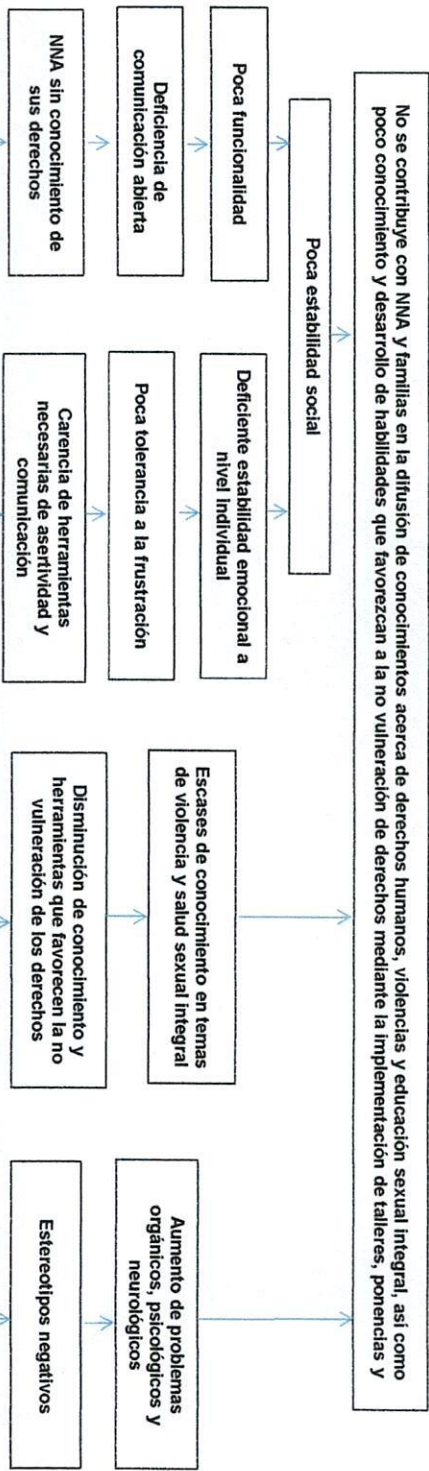 No se contribuye con NNA y familias en la difusión de conocimientos acerca de derechos humanos, violencias y educación sexual integral, así como
poco conocimiento y desarrollo de habilidades que favorezcan a la no vulneración de derechos mediante la implementación de talleres, ponencias y
Poca estabilidad social
Poca funcionalidad
Deficiencia de
comunicación abierta
NNA sin conocimiento de
sus derechos
Deficiente estabilidad emocional a
nivel individual
Poca tolerancia a la frustración
Carencia de herramientas
necesarias de asertividad y
comunicación
Escases de conocimiento en temas
de violencia y salud sexual integral
Disminución de conocimiento y
herramientas que favorecen la no
vulneración de los derechos
Aumento de problemas
orgánicos, psicológicos y
neurológicos
Estereotipos negativos